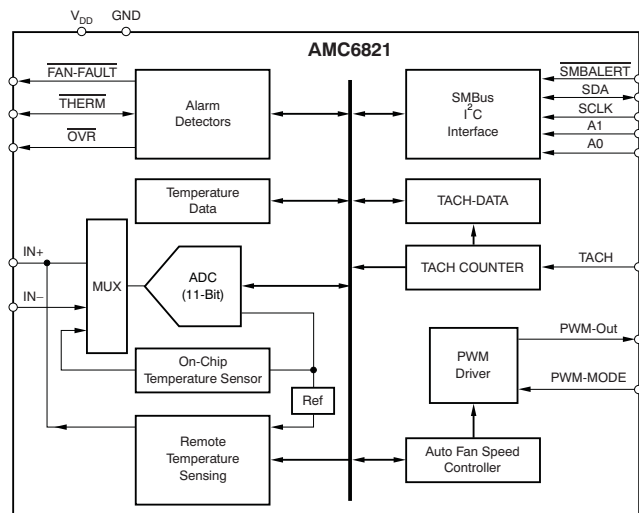 V_DD GND
AMC6821
FAN-FAULT
THERM
OVR
Alarm
Detectors
SMBus
I²C
Interface
SMBALERT
SDA
SCLK
A1
A0
Temperature
Data
TACH-DATA
IN+
IN–
MUX
ADC
(11-Bit)
TACH COUNTER
TACH
On-Chip
Temperature Sensor
Ref
PWM
Driver
PWM-Out
PWM-MODE
Remote
Temperature
Sensing
Auto Fan Speed
Controller